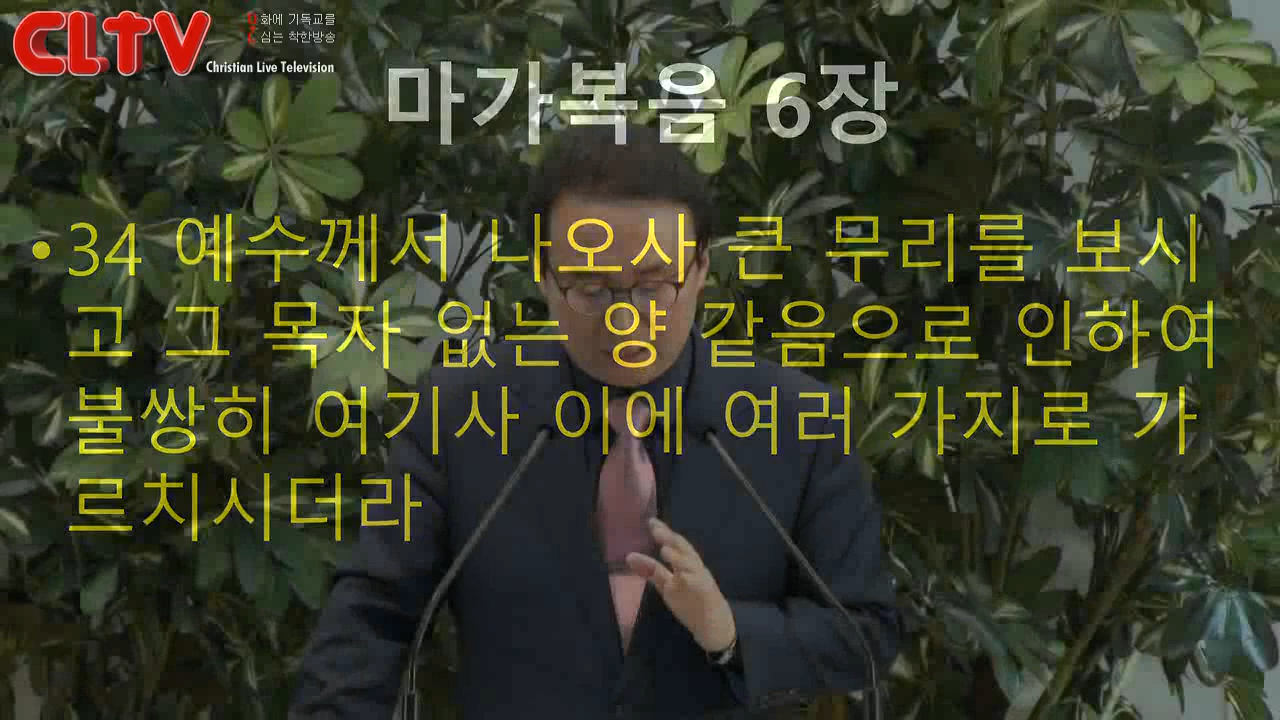 CLTV
문화에 기독교를
심는 착한방송
Christian Live Television
마가복음 6장
• 34 예수께서 나오사 큰 무리를 보시
고 그 목자 없는 양 같음으로 인하여
불쌍히 여기사 이에 여러 가지로 가
르치시더라